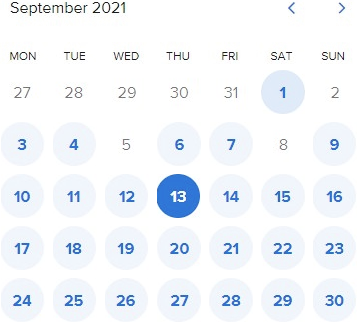 September 2021
MON TUE WED THU FRI SAT SUN
27 28 29 30 31 1 2
3 4 5 6 7 8 9
10 11 12 13 14 15 16
17 18 19 20 21 22 23
24 25 26 27 28 29 30